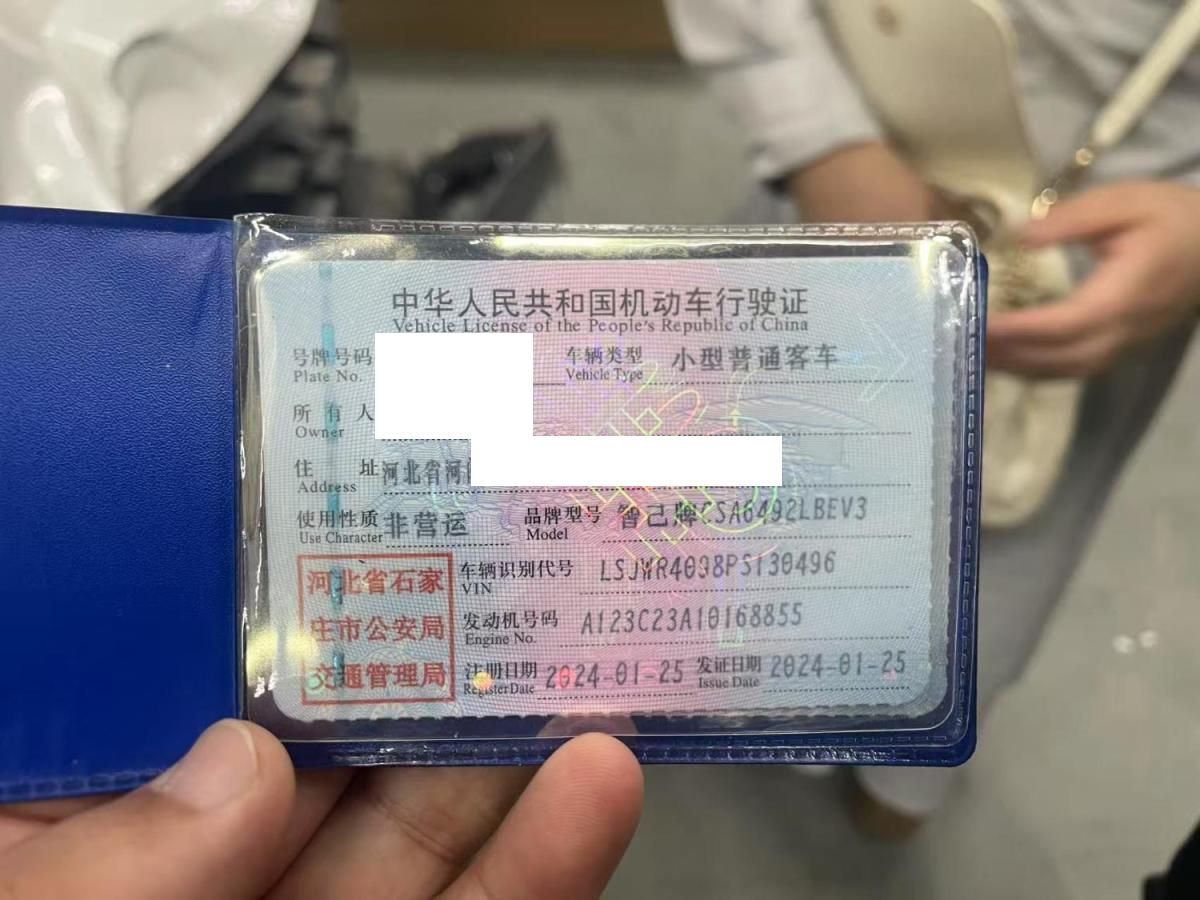 中华人民共和国机动车行驶证
Vehicle License of the People's Republic of China
号牌号码
Plate No.
车辆类型 小型普通客车
Vehicle Type
所有人
Owner
住址 河北省河
Address
使用性质 非营运
Use Character
品牌型号 智己牌CSA6492LBEV3
Model
河北省石家
庄市公安局
交通管理局
车辆识别代号 LSJWR4098PS130496
VIN
发动机号码 A123C23A10168855
Engine No.
注册日期 2024-01-25 发证日期 2024-01-25
Register Date Issue Date